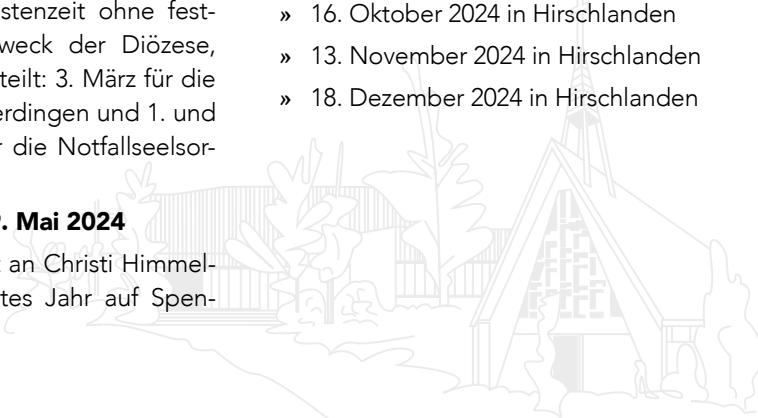 stenzeit ohne fest-
weck der Diözese,
teilt: 3. März für die
erdingen und 1. und
die Notfallseelsor-
. Mai 2024
an Christi Himmel-
tes Jahr auf Spen-
» 16. Oktober 2024 in Hirschlanden
» 13. November 2024 in Hirschlanden
» 18. Dezember 2024 in Hirschlanden